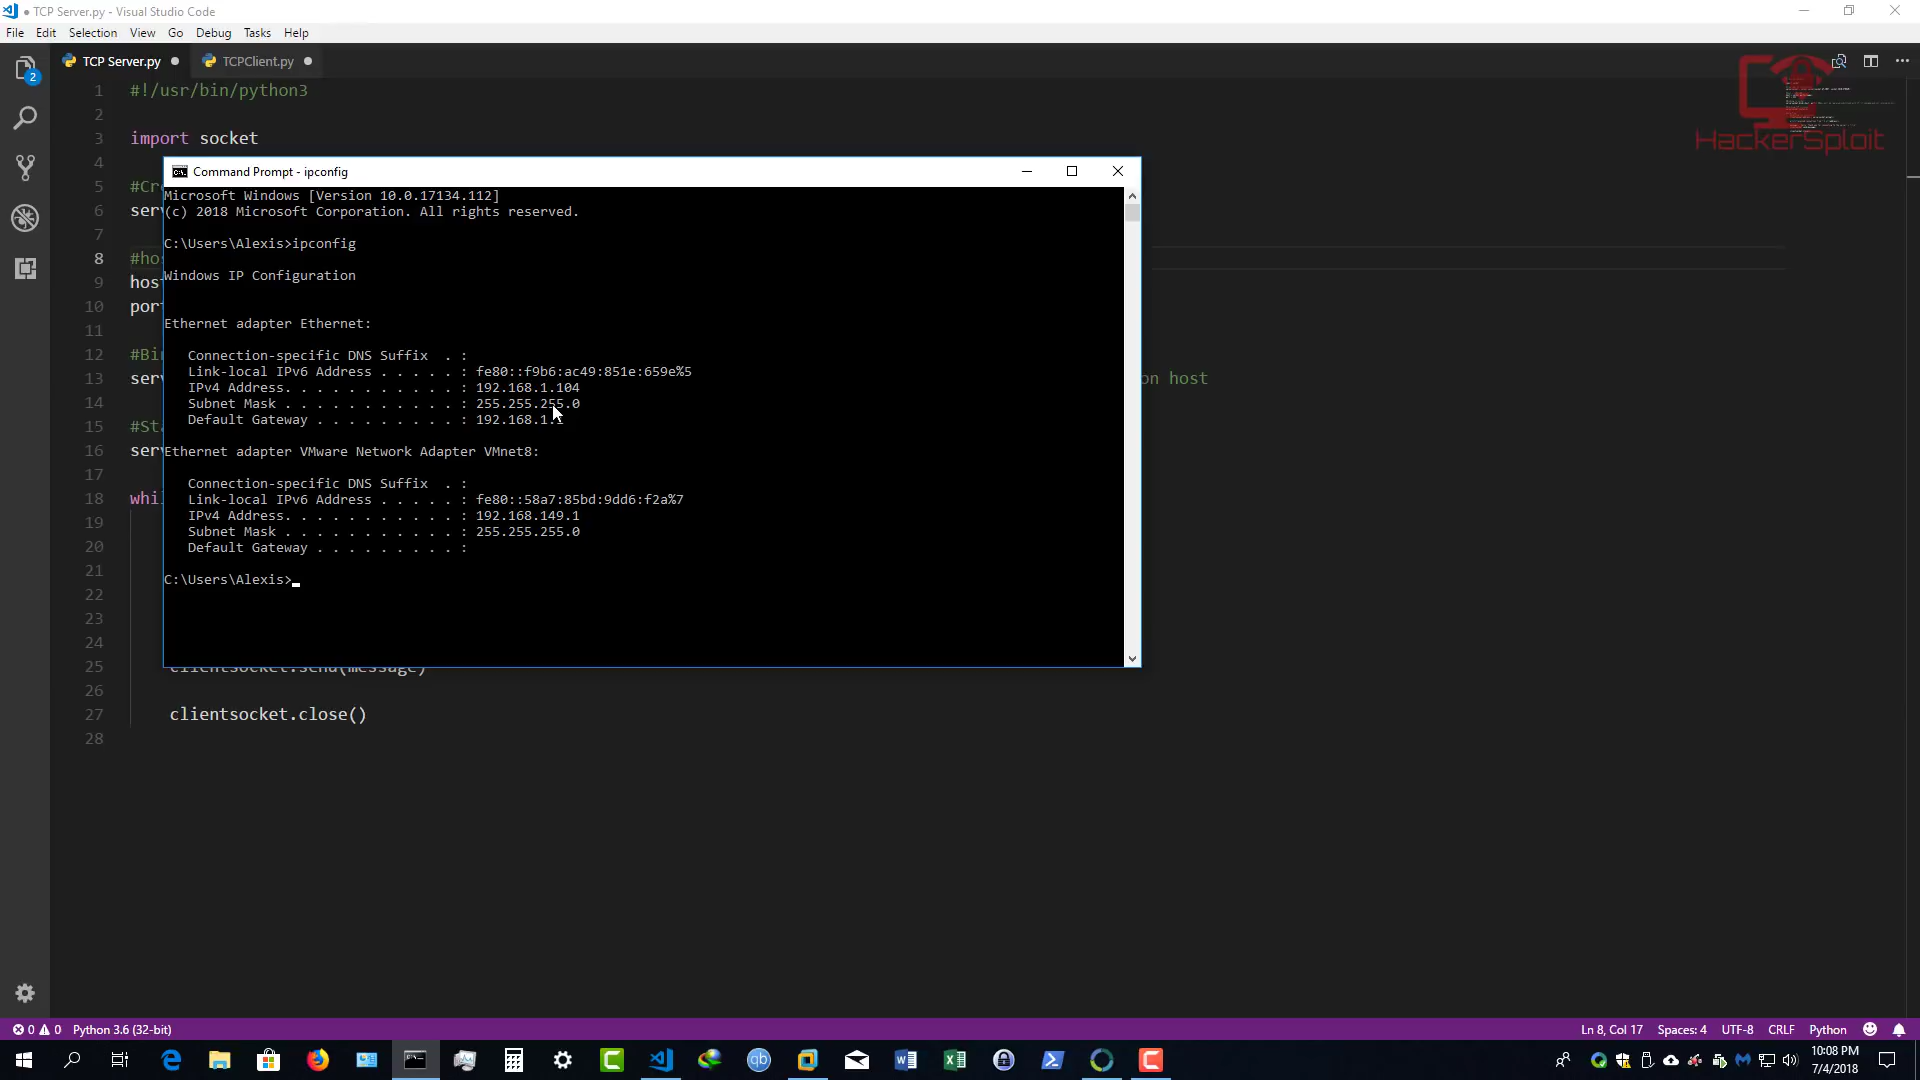 TCP Server.py - Visual Studio Code
File Edit Selection View Go Debug Tasks Help
TCP Server.py TCPClient.py
HackerSploit
2
1 #!/usr/bin/python3
2
3 import socket
4
5 #Cr
6 ser
7
8 #ho
9 hos
10 por
11
12 #Bi
13 ser on host
14
15 #St
16 ser
17
18 whi
19
20
21
22
23
24
25 clientsocket.send(message)
26
27 clientsocket.close()
28
Command Prompt - ipconfig
Microsoft Windows [Version 10.0.17134.112]
(c) 2018 Microsoft Corporation. All rights reserved.
C:\Users\Alexis>ipconfig
Windows IP Configuration
Ethernet adapter Ethernet:
Connection-specific DNS Suffix . :
Link-local IPv6 Address . . . . . : fe80::f9b6:ac49:851e:659e%5
IPv4 Address. . . . . . . . . . . : 192.168.1.104
Subnet Mask . . . . . . . . . . . : 255.255.255.0
Default Gateway . . . . . . . . . : 192.168.1.1
Ethernet adapter VMware Network Adapter VMnet8:
Connection-specific DNS Suffix . :
Link-local IPv6 Address . . . . . : fe80::58a7:85bd:9dd6:f2a%7
IPv4 Address. . . . . . . . . . . : 192.168.149.1
Subnet Mask . . . . . . . . . . . : 255.255.255.0
Default Gateway . . . . . . . . . :
C:\Users\Alexis>
0 0 Python 3.6 (32-bit) Ln 8, Col 17 Spaces: 4 UTF-8 CRLF Python
10:08 PM
7/4/2018